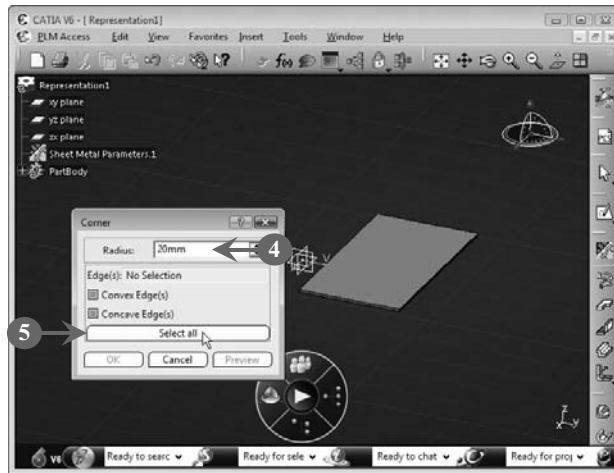 CATIA V6 - [ Representation1]
PLM Access Edit View Favorites Insert Tools Window Help
Representation1
xy plane
yz plane
zx plane
Sheet Metal Parameters.1
PartBody
Corner
Radius: 20mm
4
Edge(s): No Selection
Convex Edge(s)
Concave Edge(s)
5
Select all
OK Cancel Preview
V
z
x y
V6 Ready to searc Ready for sele Ready to chat Ready for proj